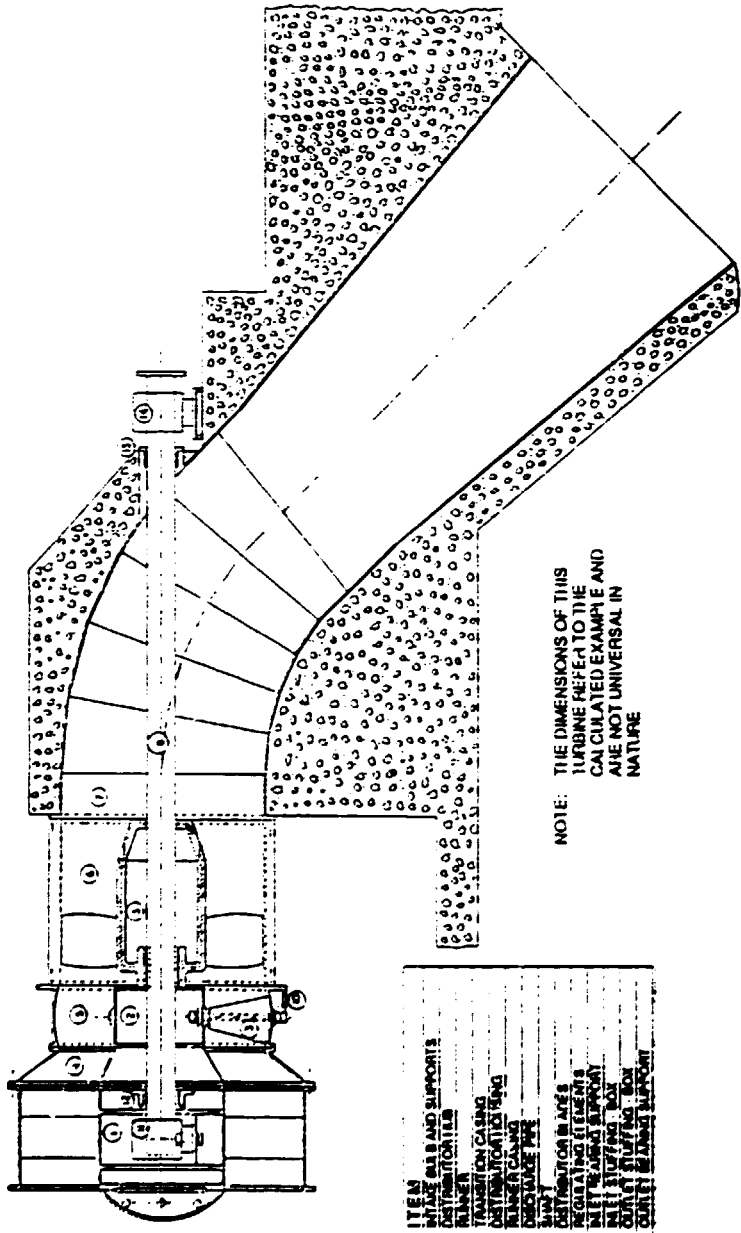 NOTE: THE DIMENSIONS OF THIS
TURBINE REFER TO THE
CALCULATED EXAMPLE AND
ARE NOT UNIVERSAL IN
NATURE
ITEM
INTAKE BULB AND SUPPORTS
DISTRIBUTOR HUB
RUNNER
TRANSITION CASING
DISTRIBUTOR HOUSING
RUNNER CASING
DISCHARGE PIPE
SHAFT
DISTRIBUTOR BLADES
REGULATING ELEMENTS
INLET BEARING SUPPORT
INLET STUFFING BOX
OUTLET STUFFING BOX
OUTLET BEARING SUPPORT